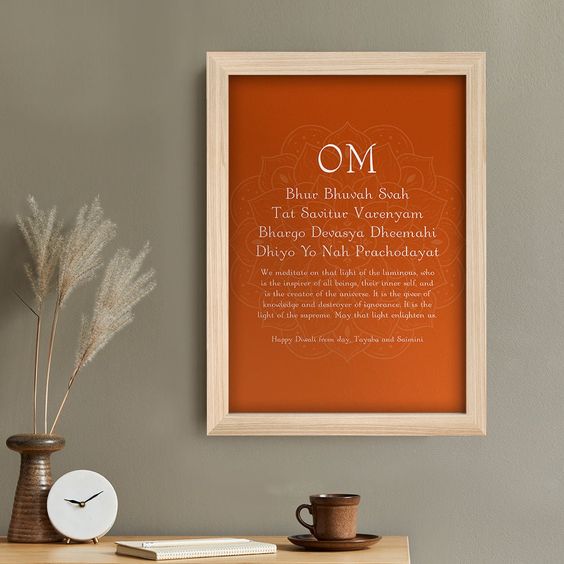 OM
Bhur Bhuvah Svah
Tat Savitur Varenyam
Bhargo Devasya Dheemahi
Dhiyo Yo Nah Prachodayat
We meditate on that light of the luminous, who
is the inspirer of all beings, their inner self, and
is the creator of the universe. It is the giver of
knowledge and destroyer of ignorance. It is the
light of the supreme. May that light enlighten us.
Happy Diwali from Jay, Tayaba and Saimini